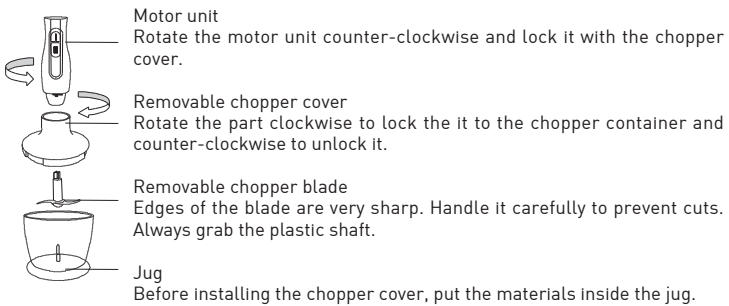 Motor unit
Rotate the motor unit counter-clockwise and lock it with the chopper
cover.
Removable chopper cover
Rotate the part clockwise to lock the it to the chopper container and
counter-clockwise to unlock it.
Removable chopper blade
Edges of the blade are very sharp. Handle it carefully to prevent cuts.
Always grab the plastic shaft.
Jug
Before installing the chopper cover, put the materials inside the jug.